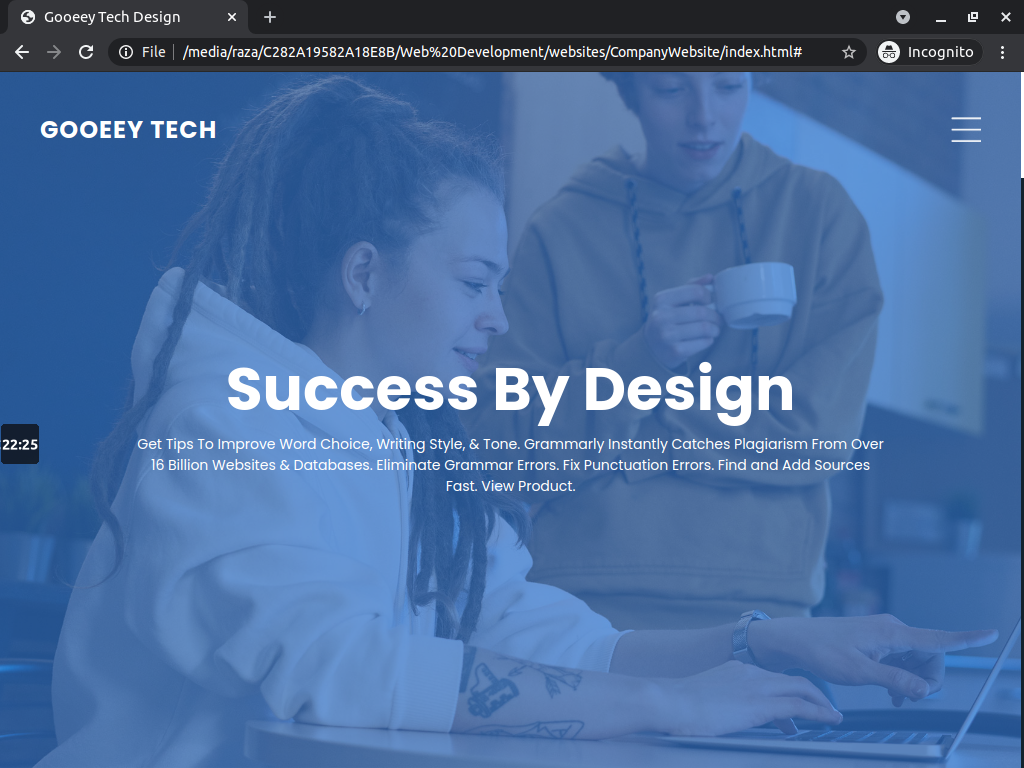 Gooeey Tech Design
File
/media/raza/C282A19582A18E8B/Web%20Development/websites/CompanyWebsite/index.html#
Incognito
GOOEEY TECH
Success By Design
22:25
Get Tips To Improve Word Choice, Writing Style, & Tone. Grammarly Instantly Catches Plagiarism From Over
16 Billion Websites & Databases. Eliminate Grammar Errors. Fix Punctuation Errors. Find and Add Sources
Fast. View Product.